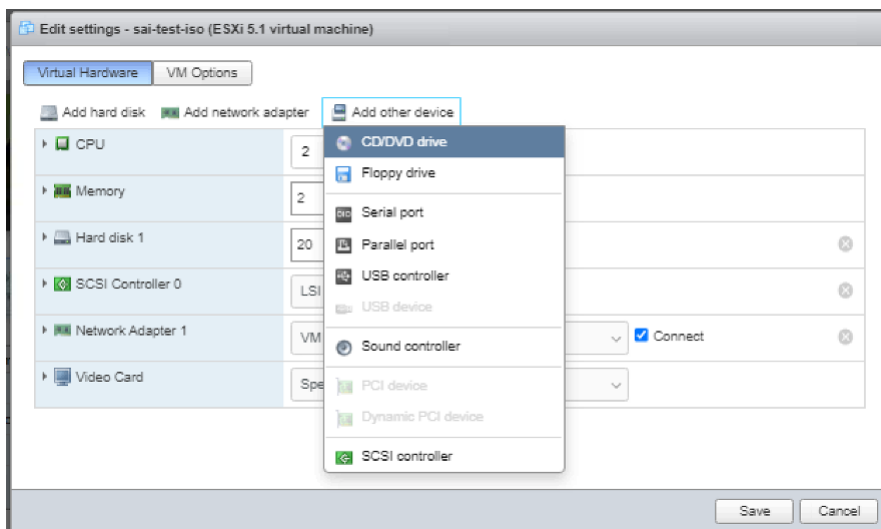 Edit settings - sai-test-iso (ESXi 5.1 virtual machine)
Virtual Hardware VM Options
Add hard disk Add network adapter Add other device
CPU 2 CD/DVD drive
Floppy drive
Memory 2
Serial port
Hard disk 1 20 Parallel port
USB controller
SCSI Controller 0 LSI
USB device
Network Adapter 1 VM Sound controller Connect
Video Card Spe PCI device
Dynamic PCI device
SCSI controller
Save Cancel